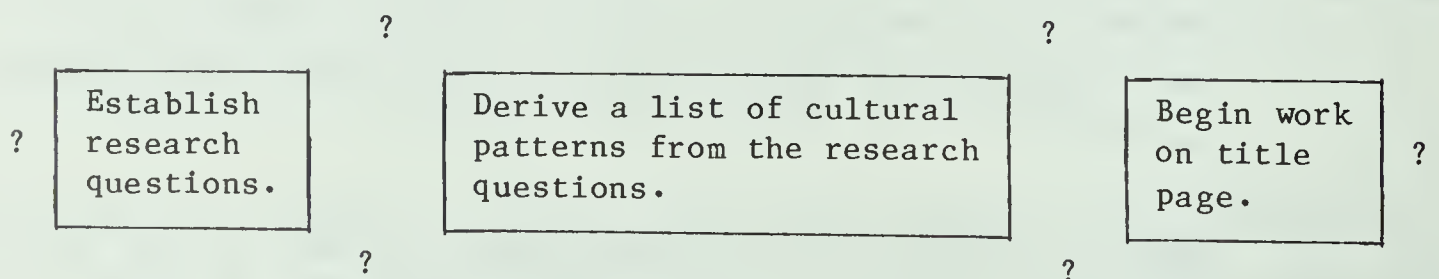 ? ?
Establish
research
questions.
Derive a list of cultural
patterns from the research
questions.
Begin work
on title
page.
? ?
? ?